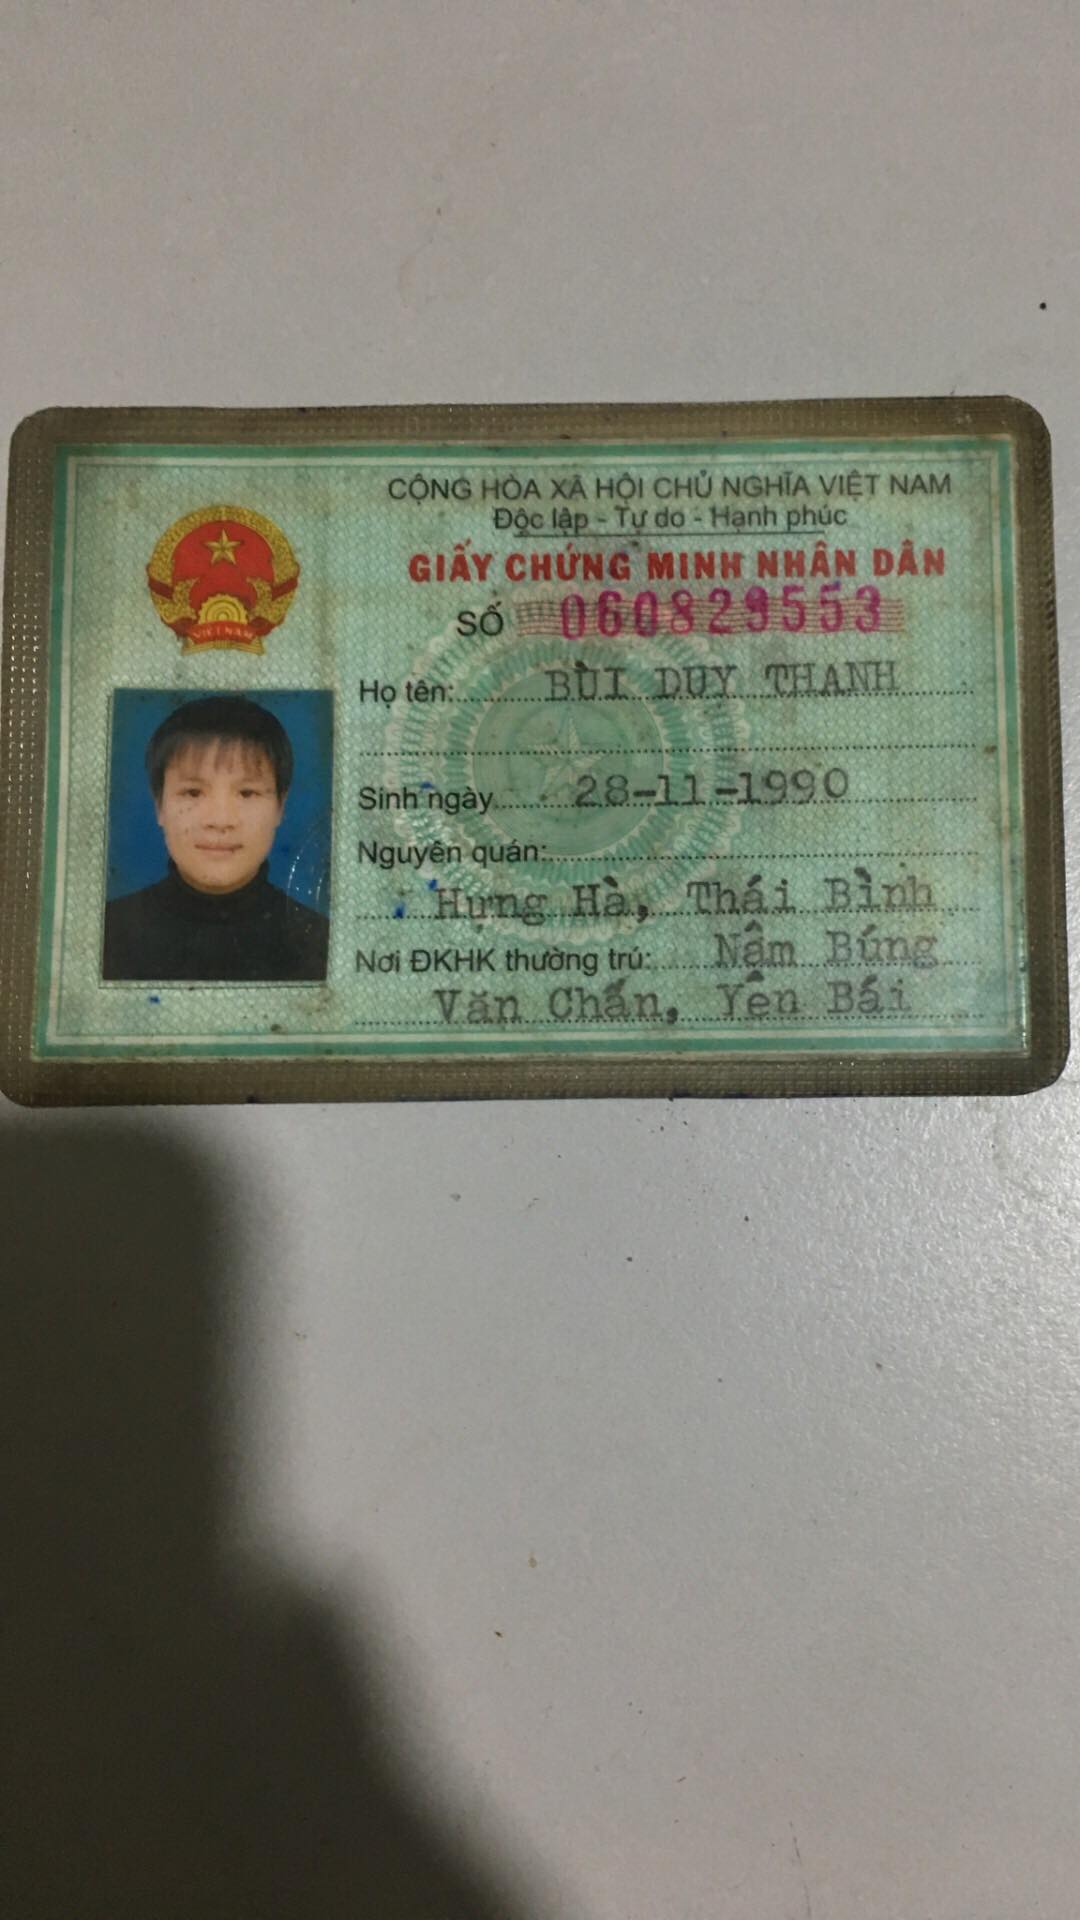 CỘNG HÒA XÃ HỘI CHỦ NGHĨA VIỆT NAM
Độc lập - Tự do - Hạnh phúc
GIẤY CHỨNG MINH NHÂN DÂN
SỐ 060829553
VIET NAM
Họ tên: BÙI DUY THANH
Sinh ngày 28-11-1990
Nguyên quán:
Hưng Hà, Thái Bình
Nơi ĐKHK thường trú: Nậm Búng
Văn Chấn, Yên Bái